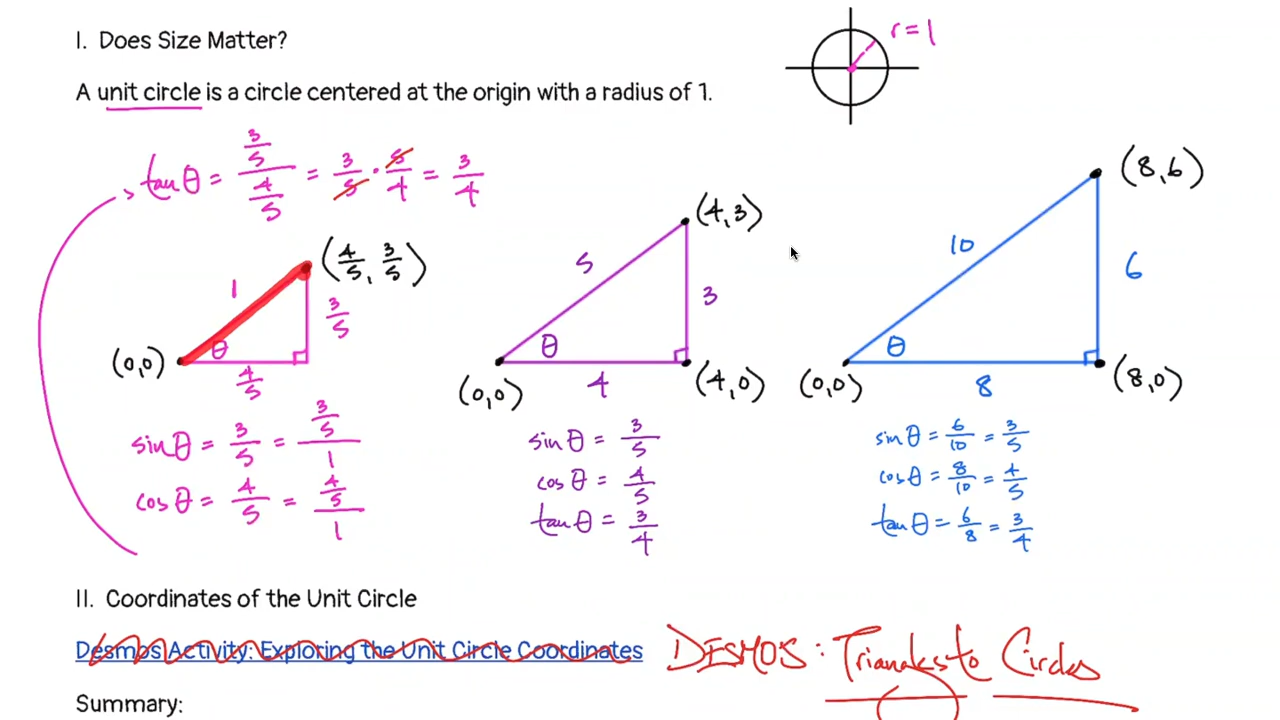 I. Does Size Matter?
r = 1
A unit circle is a circle centered at the origin with a radius of 1.
tan θ = (3/5)/(4/5) = 3/5 · 5/4 = 3/4
(4/5, 3/5)
1
3/5
θ
(0,0)
4/5
sin θ = 3/5 = (3/5)/1
cos θ = 4/5 = (4/5)/1
(4,3)
5
3
θ
(0,0)
4
(4,0)
sin θ = 3/5
cos θ = 4/5
tan θ = 3/4
(8,6)
10
6
θ
(0,0)
8
(8,0)
sin θ = 6/10 = 3/5
cos θ = 8/10 = 4/5
tan θ = 6/8 = 3/4
II. Coordinates of the Unit Circle
Desmos Activity: Exploring the Unit Circle Coordinates
DESMOS: Triangles to Circles
Summary: